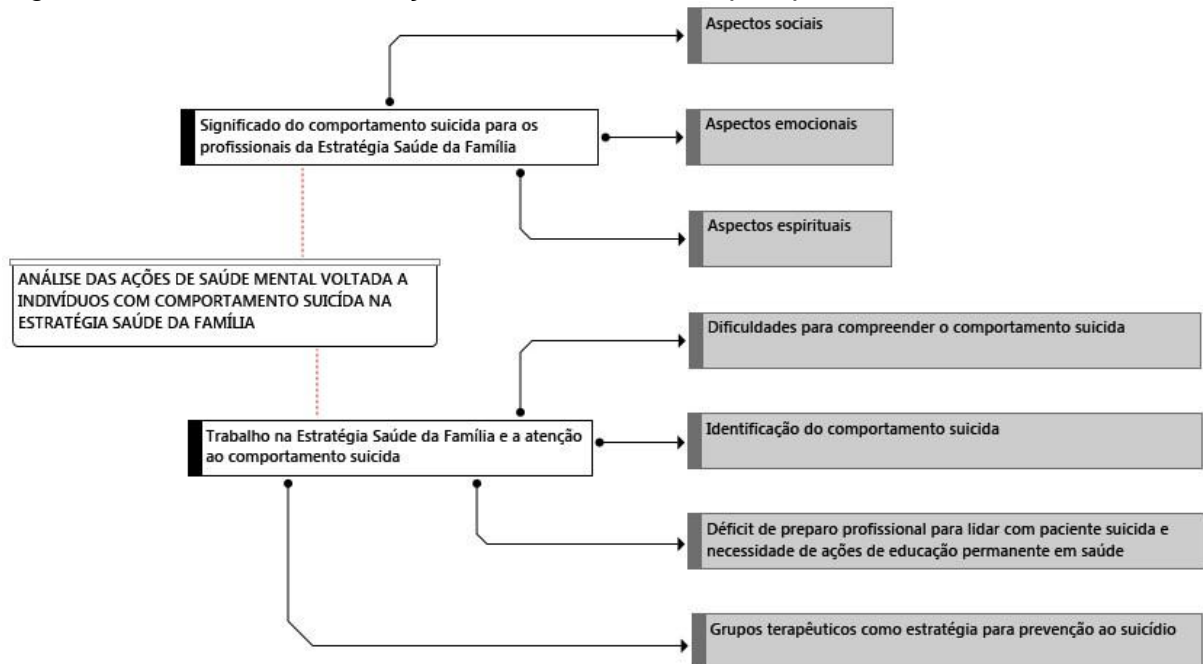 Aspectos sociais
Significado do comportamento suicida para os
profissionais da Estratégia Saúde da Família
Aspectos emocionais
Aspectos espirituais
ANÁLISE DAS AÇÕES DE SAÚDE MENTAL VOLTADA A
INDIVÍDUOS COM COMPORTAMENTO SUICÍDA NA
ESTRATÉGIA SAÚDE DA FAMÍLIA
Dificuldades para compreender o comportamento suicida
Trabalho na Estratégia Saúde da Família e a atenção
ao comportamento suicida
Identificação do comportamento suicida
Déficit de preparo profissional para lidar com paciente suicida e
necessidade de ações de educação permanente em saúde
Grupos terapêuticos como estratégia para prevenção ao suicídio